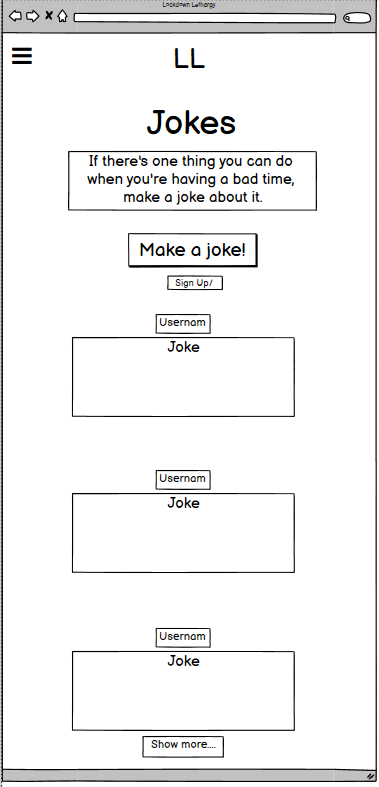 Lockdown Lethargy
LL
Jokes
If there's one thing you can do
when you're having a bad time,
make a joke about it.
Make a joke!
Sign Up/
Usernam
Joke
Usernam
Joke
Usernam
Joke
Show more....